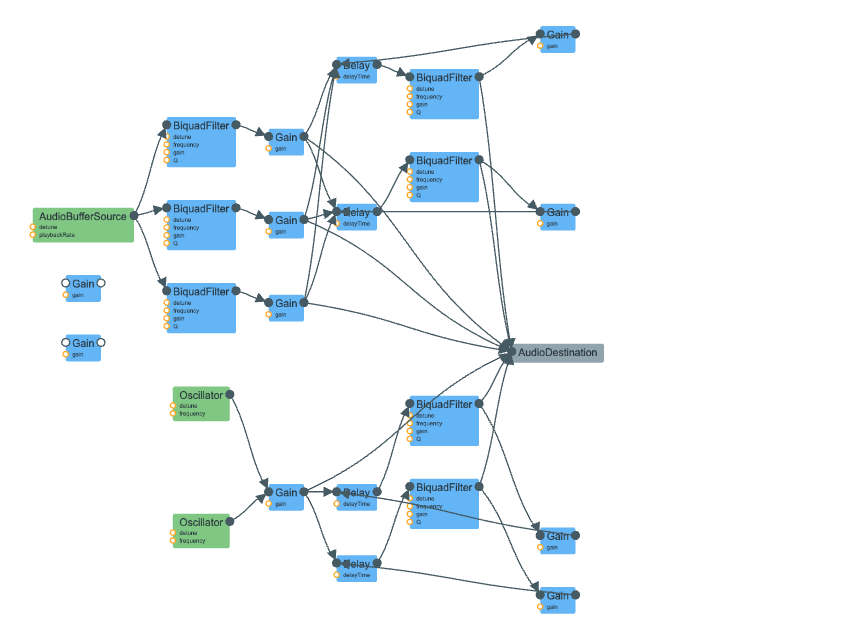 Gain
gain
Delay
delayTime
BiquadFilter
detune
frequency
gain
Q
BiquadFilter
detune
frequency
gain
Q
Gain
gain
BiquadFilter
detune
frequency
gain
Q
BiquadFilter
detune
frequency
gain
Q
Gain
gain
Delay
delayTime
Gain
gain
AudioBufferSource
detune
playbackRate
Gain
gain
BiquadFilter
detune
frequency
gain
Q
Gain
gain
Gain
gain
Gain
gain
AudioDestination
Oscillator
detune
frequency
BiquadFilter
detune
frequency
gain
Q
Gain
gain
Delay
delayTime
BiquadFilter
detune
frequency
gain
Q
Oscillator
detune
frequency
Gain
gain
Delay
delayTime
Gain
gain